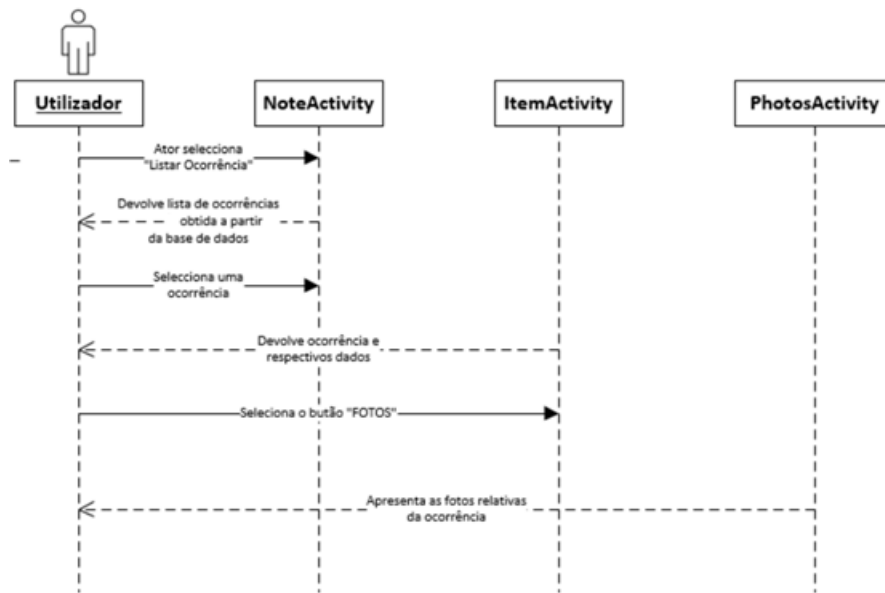 Utilizador
NoteActivity
ItemActivity
PhotosActivity
Ator selecciona
"Listar Ocorrência"
Devolve lista de ocorrências
obtida a partir
da base de dados
Selecciona uma
ocorrência
Devolve ocorrência e
respectivos dados
Seleciona o butão "FOTOS"
Apresenta as fotos relativas
da ocorrência